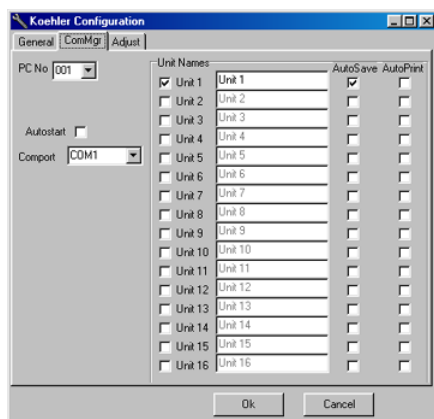 Koehler Configuration
General ComMgr Adjust
PC No 001
Autostart
Comport COM1
Unit Names AutoSave AutoPrint
Unit 1 Unit 1
Unit 2 Unit 2
Unit 3 Unit 3
Unit 4 Unit 4
Unit 5 Unit 5
Unit 6 Unit 6
Unit 7 Unit 7
Unit 8 Unit 8
Unit 9 Unit 9
Unit 10 Unit 10
Unit 11 Unit 11
Unit 12 Unit 12
Unit 13 Unit 13
Unit 14 Unit 14
Unit 15 Unit 15
Unit 16 Unit 16
Ok Cancel